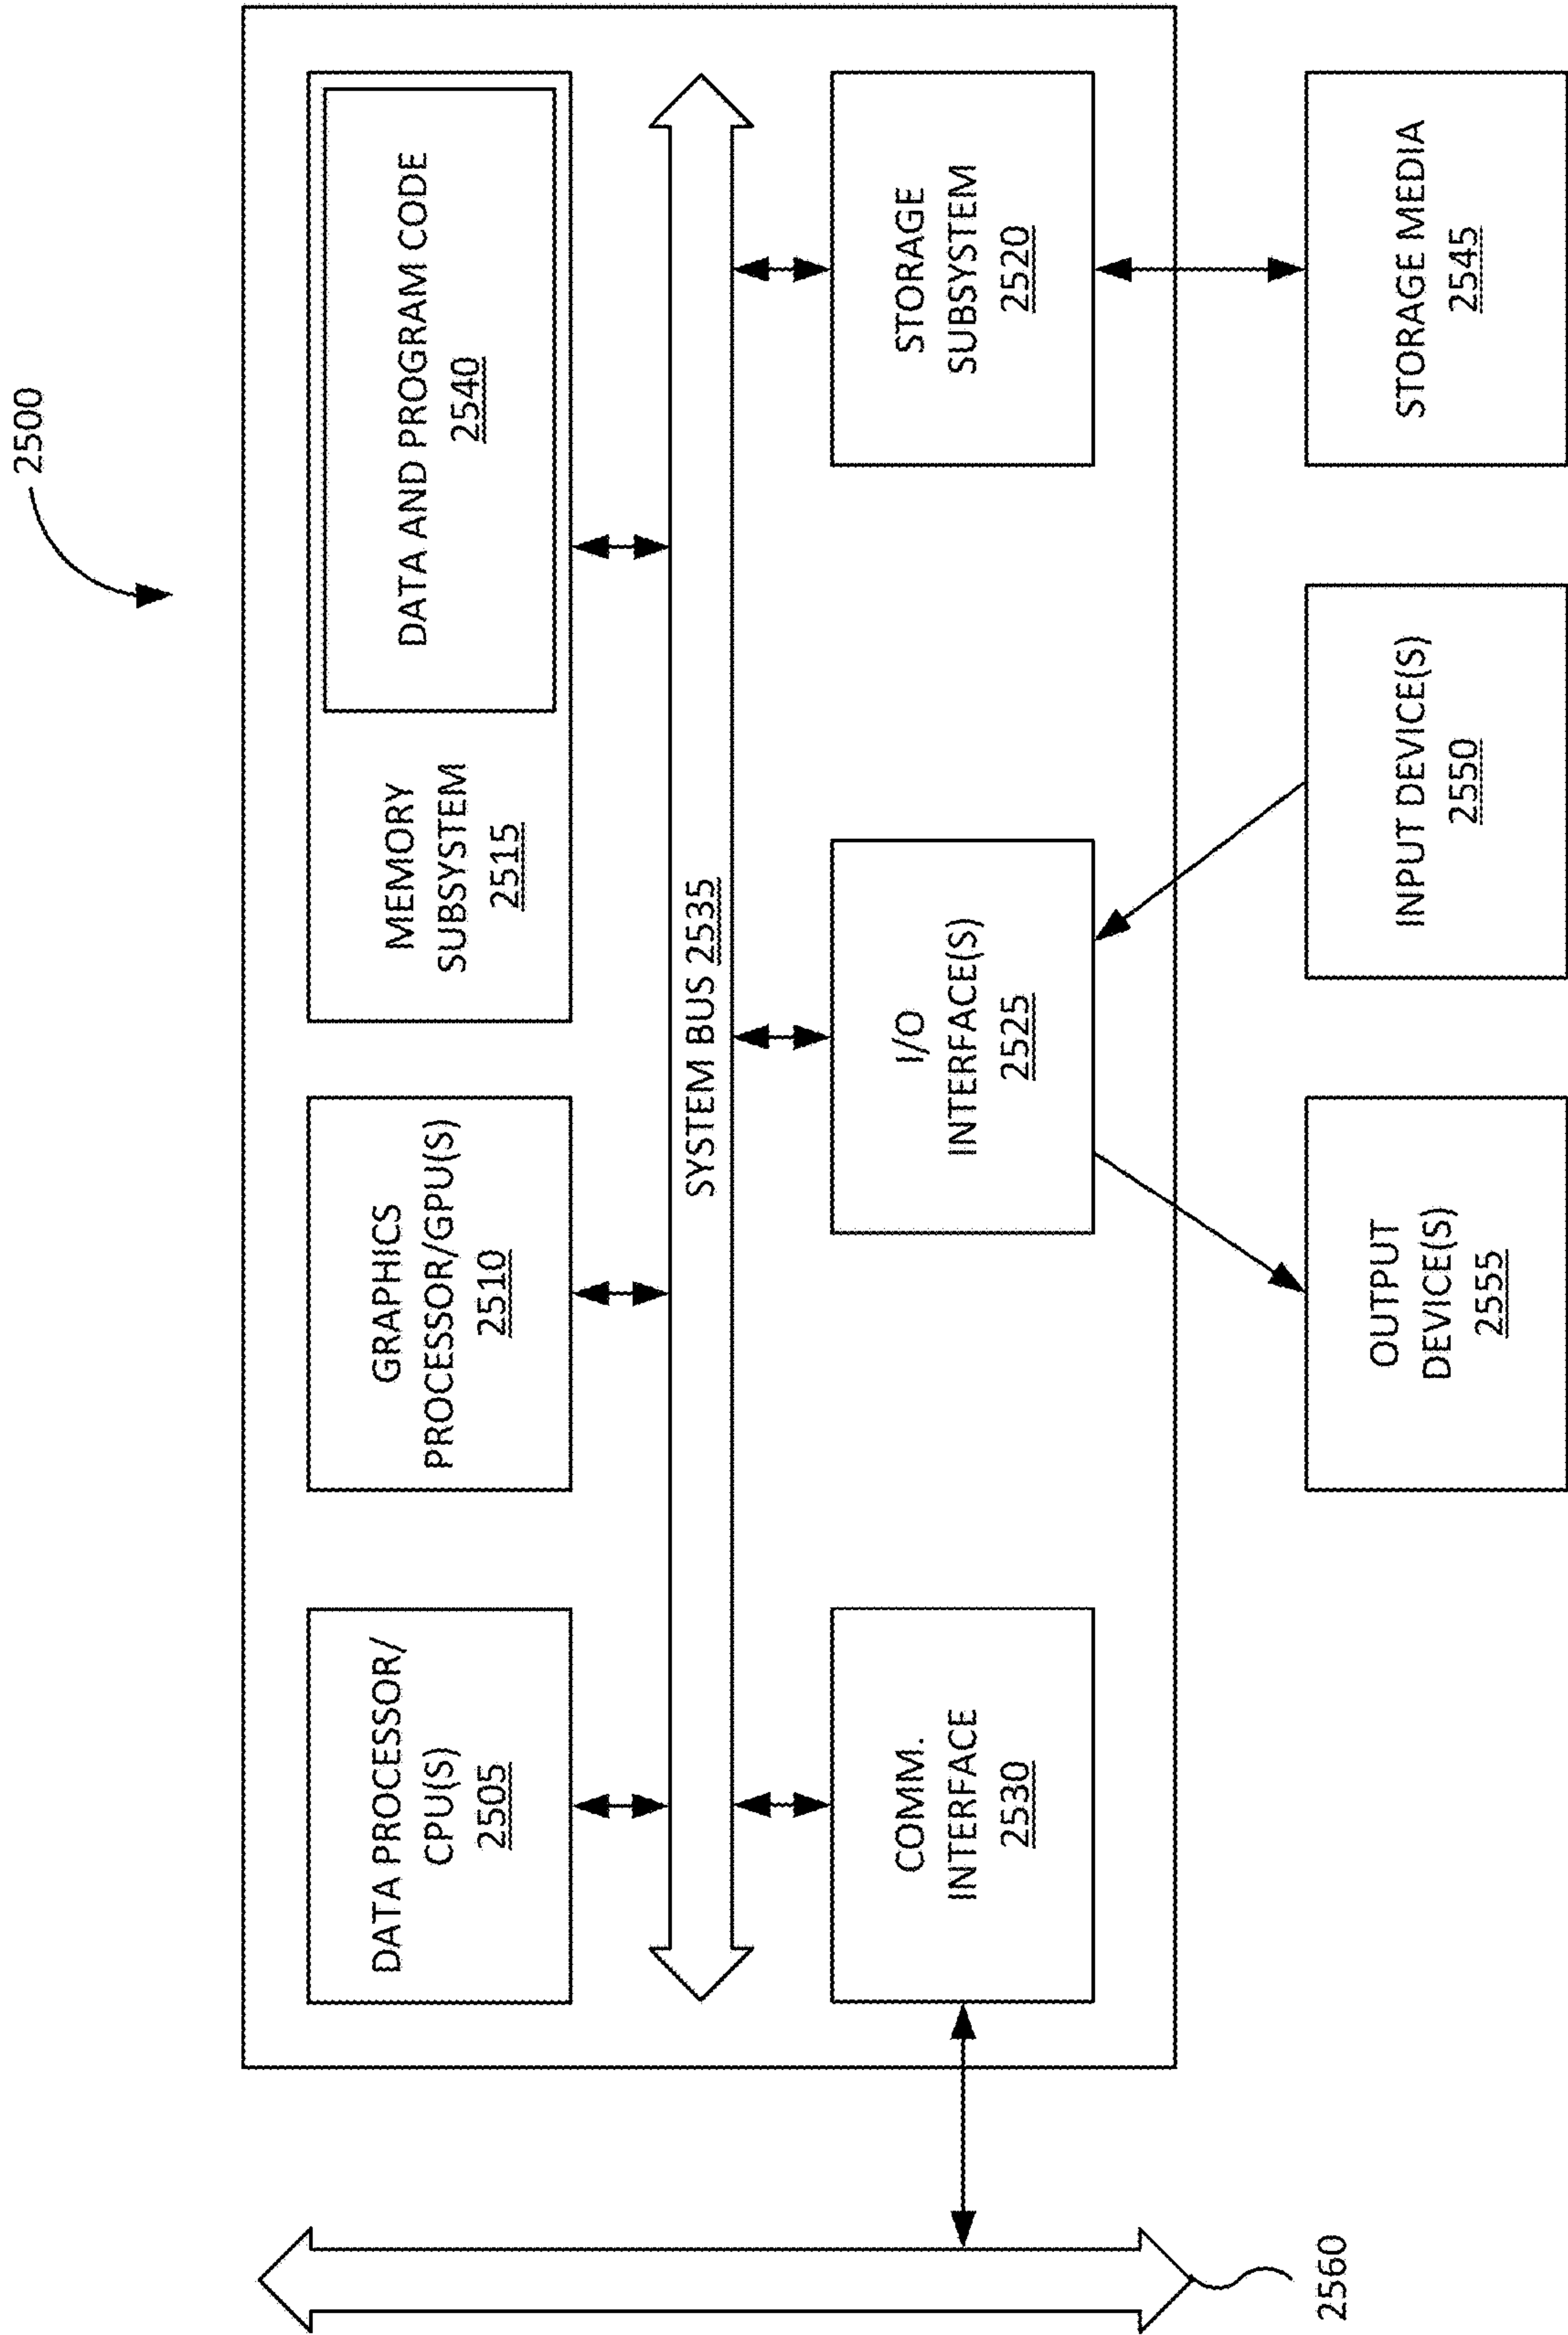 2500
DATA PROCESSOR/
CPU(S)
2505
GRAPHICS
PROCESSOR/GPU(S)
2510
MEMORY
SUBSYSTEM
2515
DATA AND PROGRAM CODE
2540
SYSTEM BUS 2535
COMM.
INTERFACE
2530
I/O
INTERFACE(S)
2525
STORAGE
SUBSYSTEM
2520
OUTPUT
DEVICE(S)
2555
INPUT DEVICE(S)
2550
STORAGE MEDIA
2545
2560